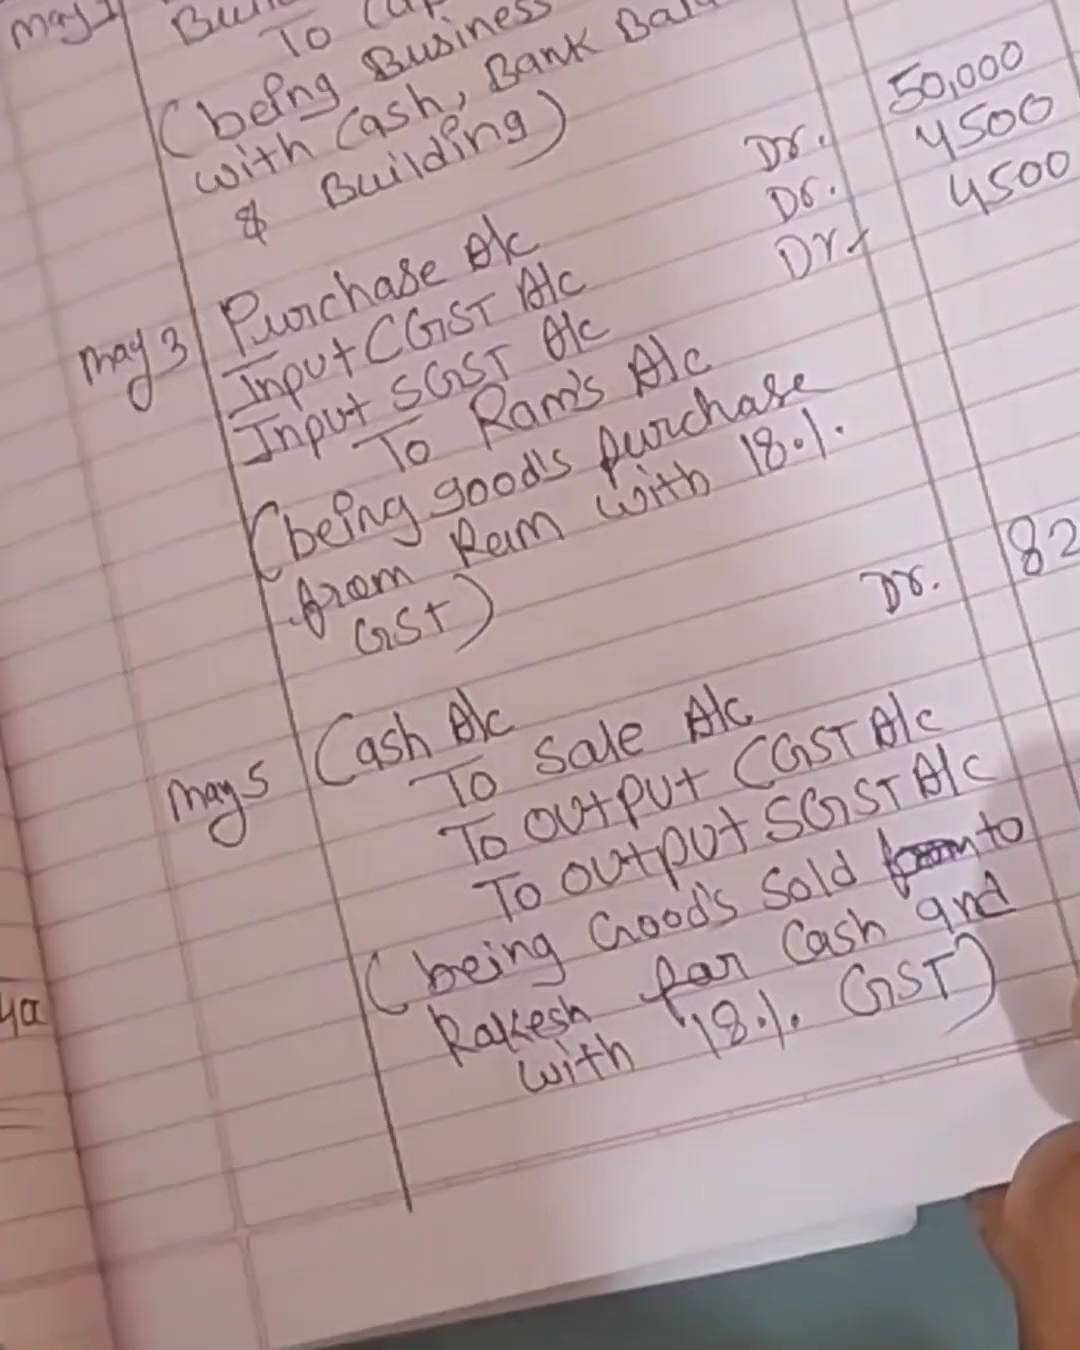 may 1
To
(being Business
with Cash, Bank
& Building)
may 3 Purchase A/c Dr. 50,000
Input CGST A/c Dr. 4500
Input SGST A/c Dr. 4500
To Ram's A/c
(being good's purchase
from Ram with 18%.
GST)
may 5 Cash A/c Dr. 82
To Sale A/c
To output CGST A/c
To output SGST A/c
(being Good's Sold to
Rakesh for Cash and
with 18%. GST)